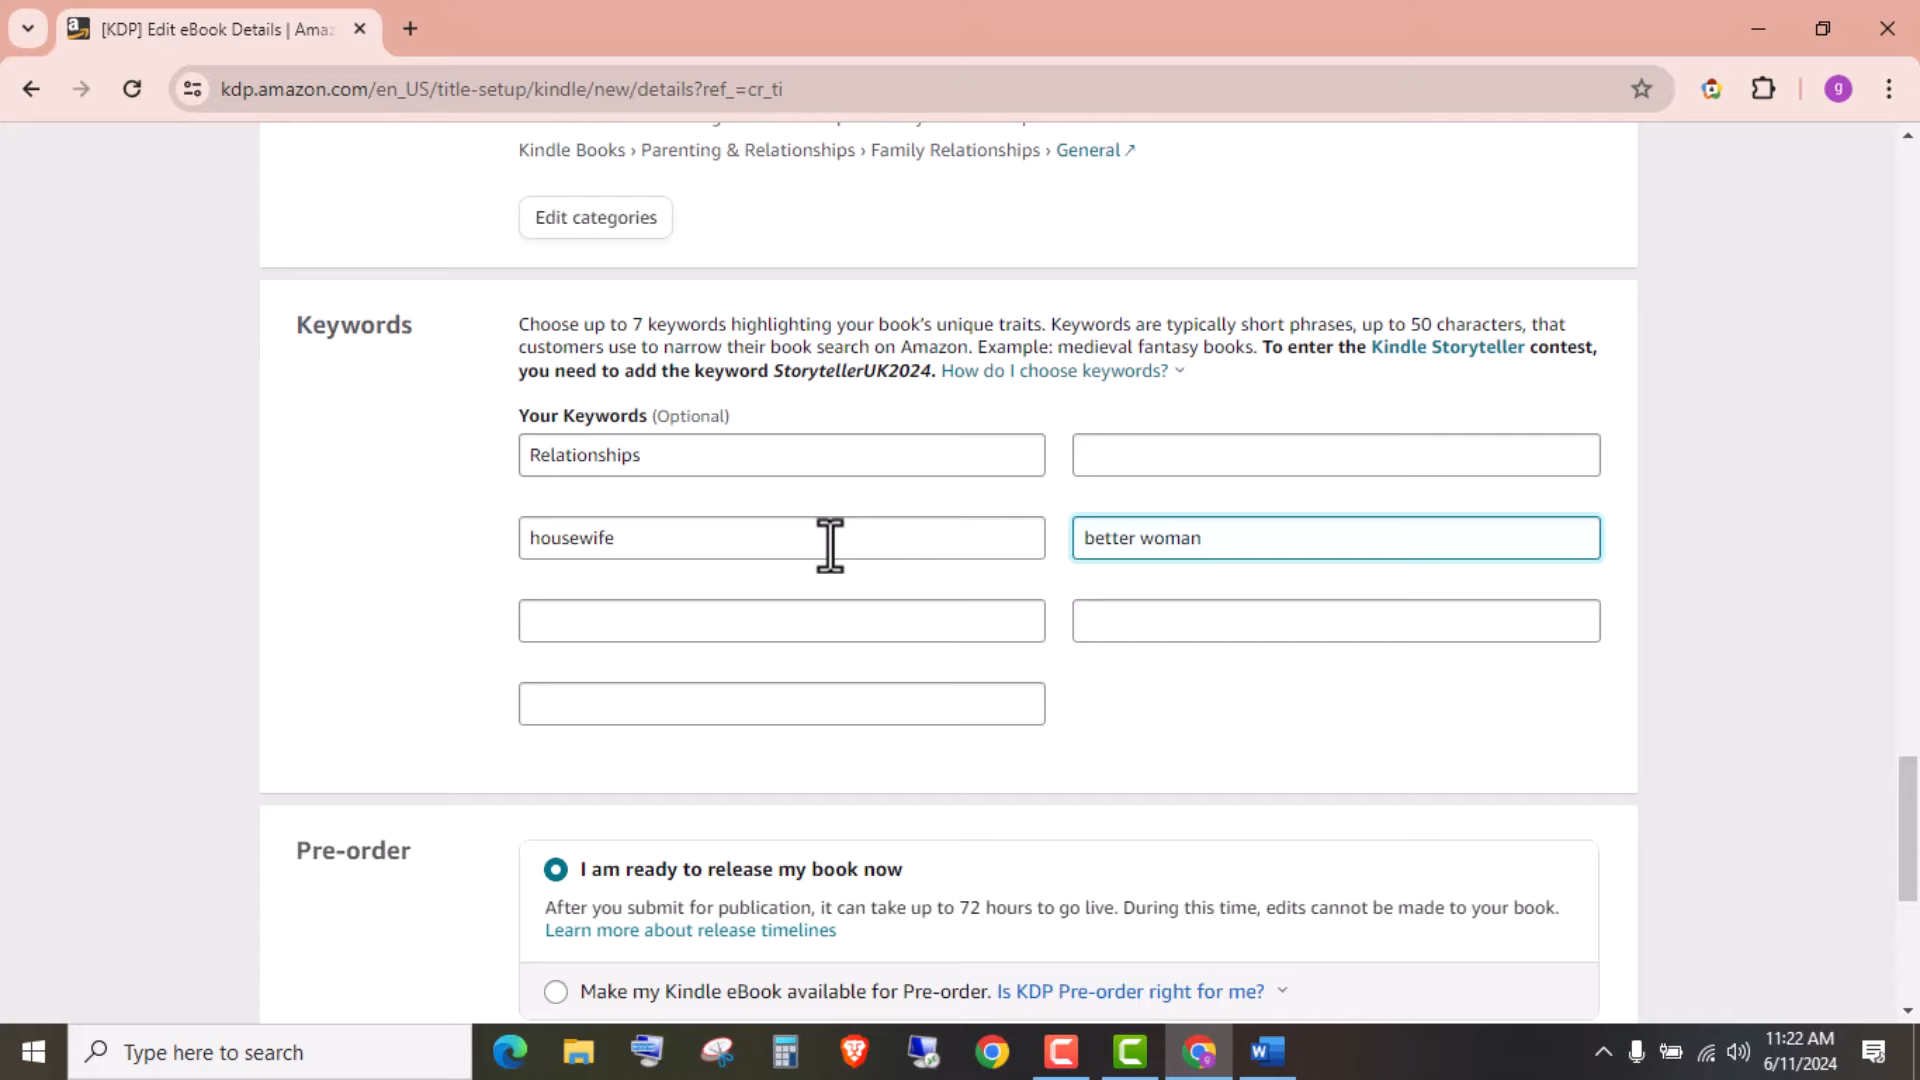 [KDP] Edit eBook Details | Ama
kdp.amazon.com/en_US/title-setup/kindle/new/details?ref_=cr_ti
g
Kindle Books › Parenting & Relationships › Family Relationships › General
Edit categories
Keywords
Choose up to 7 keywords highlighting your book's unique traits. Keywords are typically short phrases, up to 50 characters, that
customers use to narrow their book search on Amazon. Example: medieval fantasy books. To enter the Kindle Storyteller contest,
you need to add the keyword StorytellerUK2024. How do I choose keywords?
Your Keywords (Optional)
Relationships
housewife
better woman
Pre-order
I am ready to release my book now
After you submit for publication, it can take up to 72 hours to go live. During this time, edits cannot be made to your book.
Learn more about release timelines
Make my Kindle eBook available for Pre-order. Is KDP Pre-order right for me?
Type here to search
11:22 AM
6/11/2024